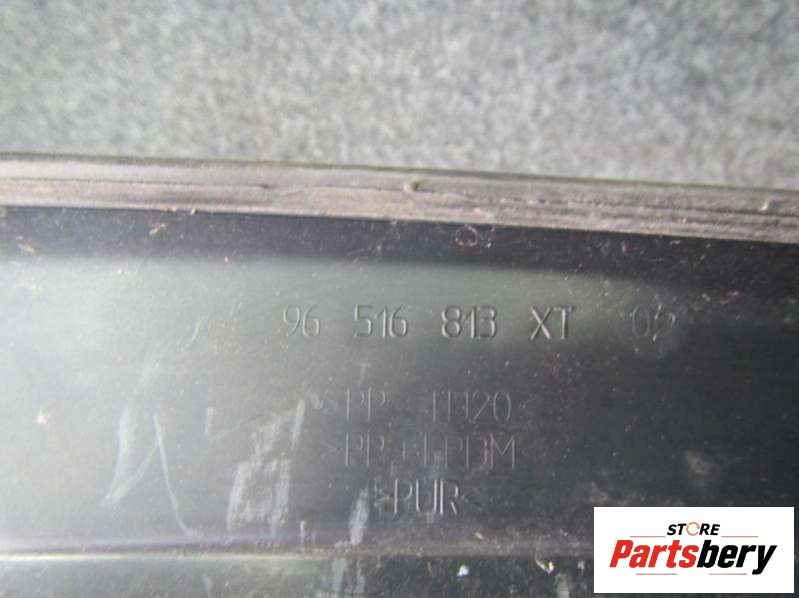 96 516 813 XT 02
>PP TD20<
>PP+EPDM<
>PUR<
STORE
Partsbery